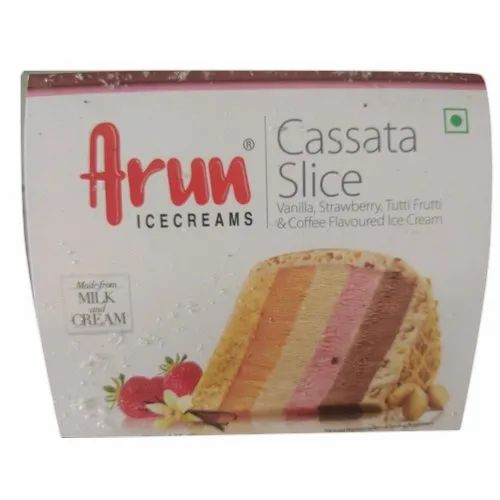 Arun®
ICECREAMS
Cassata
Slice
Vanilla, Strawberry, Tutti Frutti
& Coffee Flavoured Ice Cream
Made from
MILK
and
CREAM